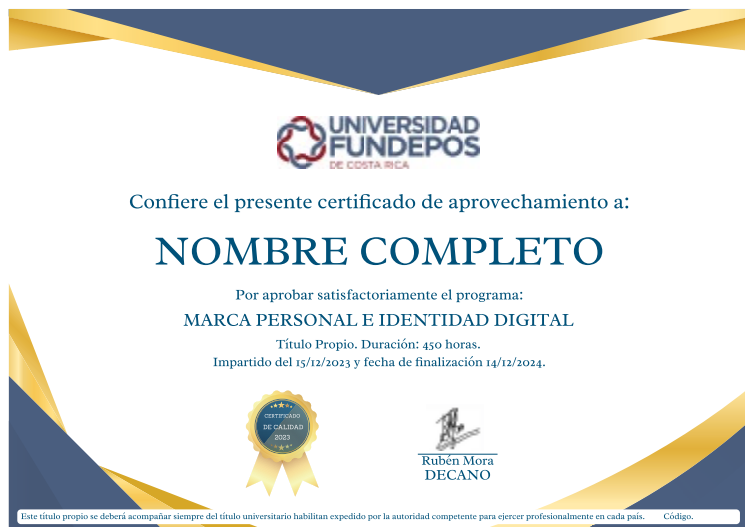 UNIVERSIDAD
FUNDEPOS
DE COSTA RICA
Confiere el presente certificado de aprovechamiento a:
NOMBRE COMPLETO
Por aprobar satisfactoriamente el programa:
MARCA PERSONAL E IDENTIDAD DIGITAL
Título Propio. Duración: 450 horas.
Impartido del 15/12/2023 y fecha de finalización 14/12/2024.
CERTIFICADO
DE CALIDAD
2023
Rubén Mora
DECANO
Este título propio se deberá acompañar siempre del título universitario habilitan expedido por la autoridad competente para ejercer profesionalmente en cada país. Código.